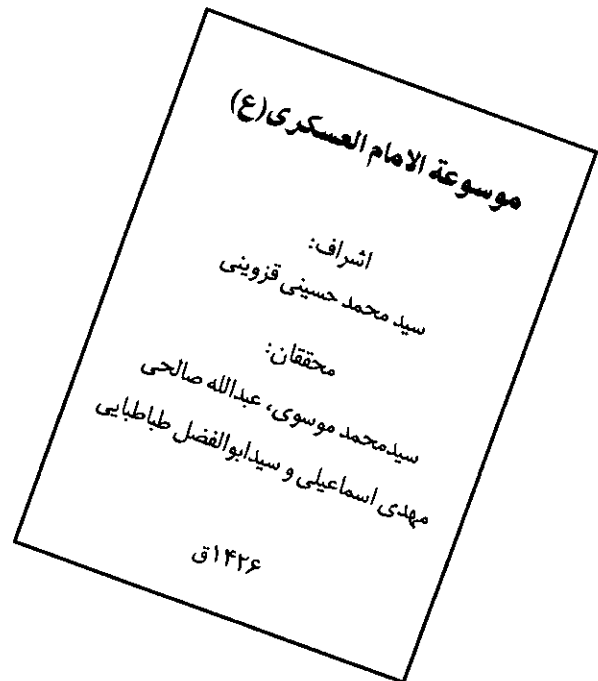 موسوعة الامام العسکری(ع)
اشراف:
سید محمد حسینی قزوینی
محققان:
سیدمحمد موسوی، عبدالله صالحی
مهدی اسماعیلی و سیدابوالفضل طباطبایی
۱۴۲۶ق